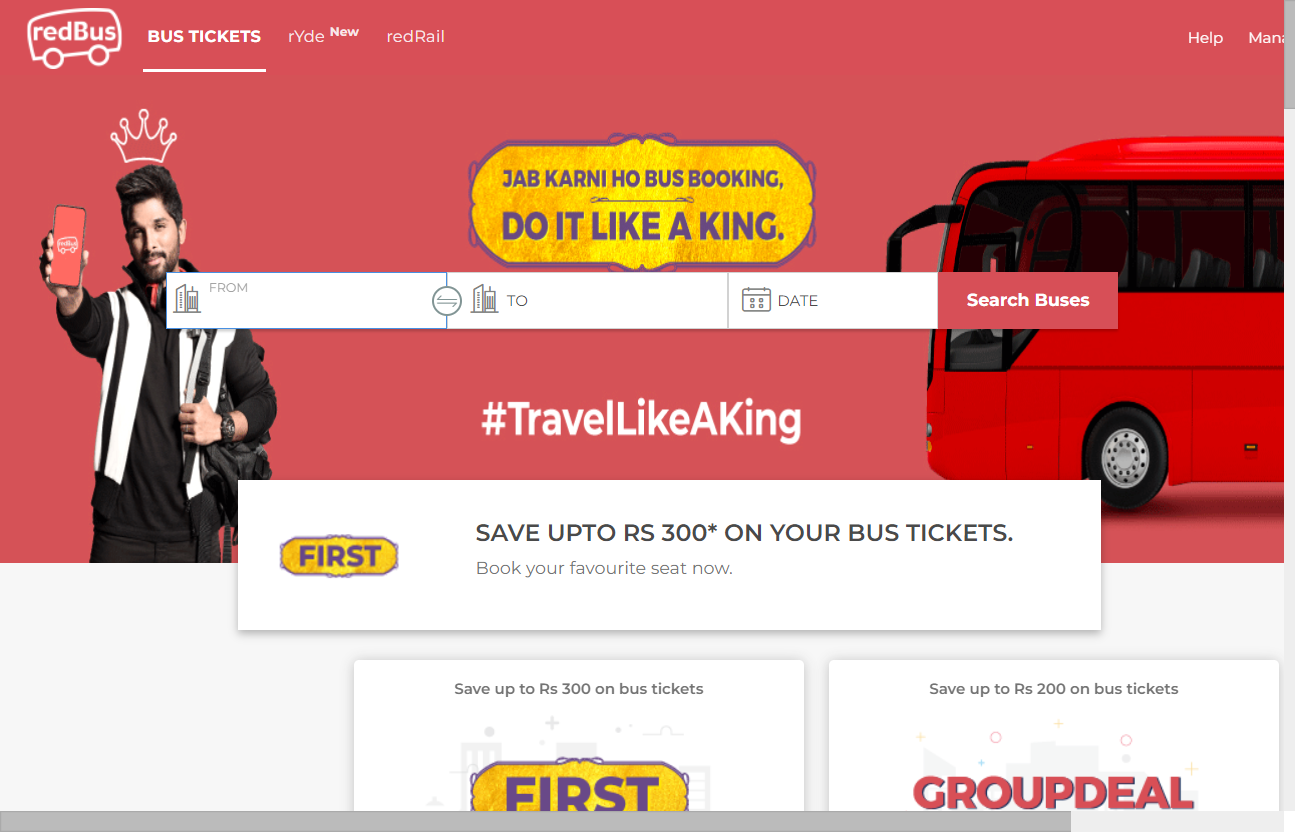 redBus
BUS TICKETS
rYde New
redRail
Help
JAB KARNI HO BUS BOOKING,
DO IT LIKE A KING.
redBus
FROM
TO
DATE
Search Buses
#TravelLikeAKing
FIRST
SAVE UPTO RS 300* ON YOUR BUS TICKETS.
Book your favourite seat now.
Save up to Rs 300 on bus tickets
FIRST
Save up to Rs 200 on bus tickets
GROUPDEAL